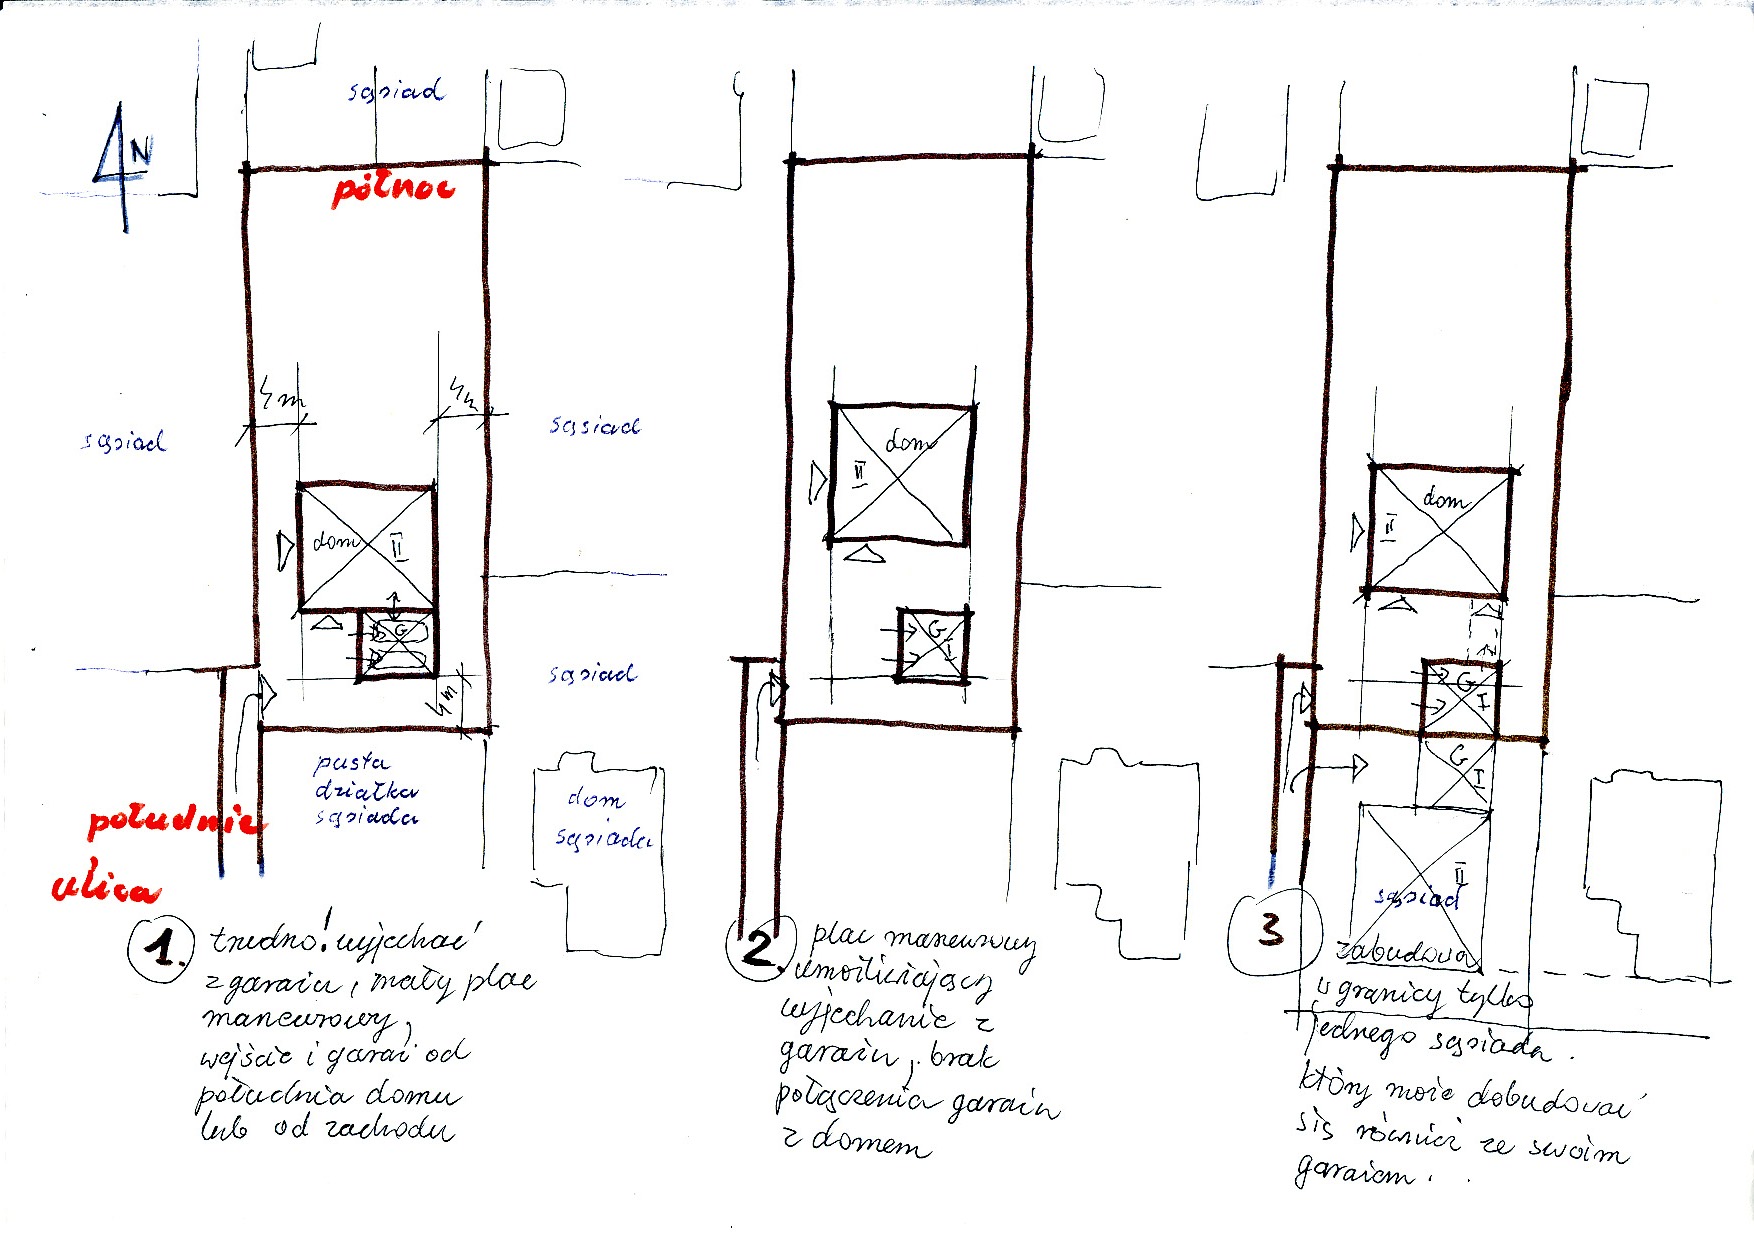 sąsiad
N
północ
4m
4m
sąsiad
sąsiad
dom
II
G
sąsiad
4m
pusta
działka
sąsiada
dom
sąsiada
południe
ulica
1.
trudno! wyjechać
z garażu, mały plac
manewrowy,
wejście i garaż od
południa domu
lub od zachodu
dom
II
G
I
2.
plac manewrowy
umożliwiający
wyjechanie z
garażu, brak
połączenia garażu
z domem
dom
II
G
I
G
I
II
sąsiad
3
zabudowa
w granicy tylko
jednego sąsiada.
który może dobudować
się również ze swoim
garażem.